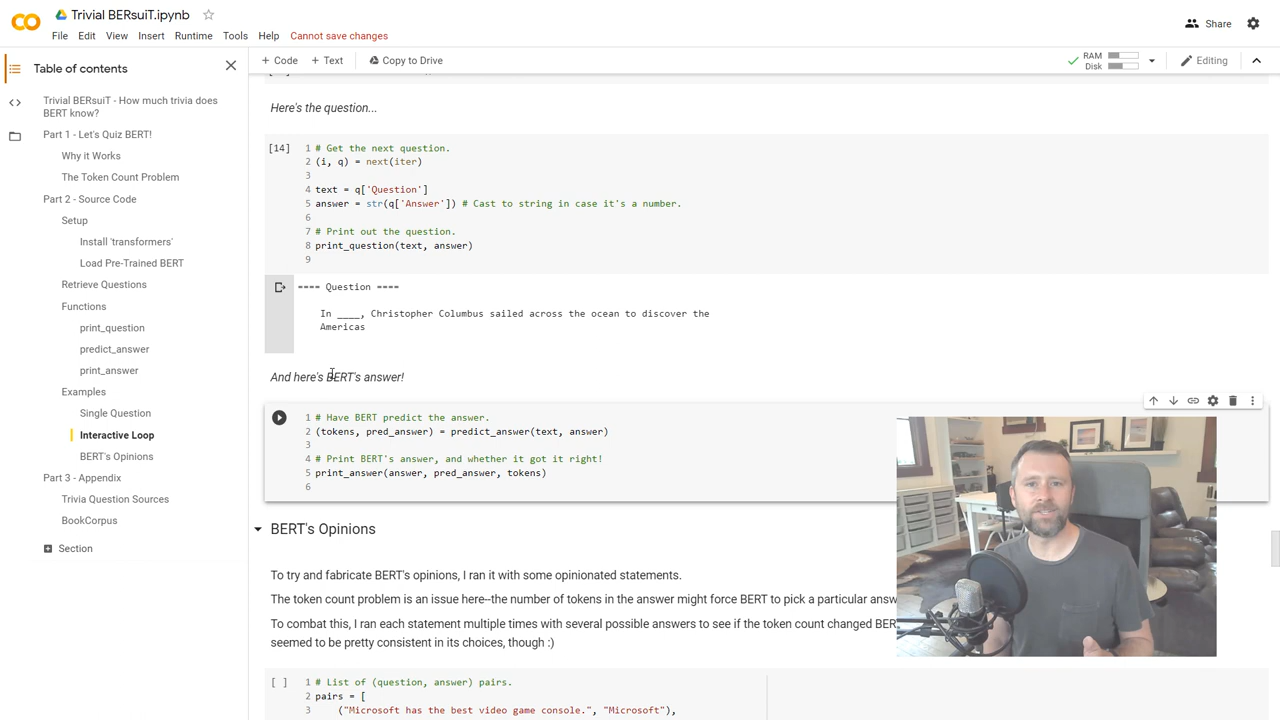 Trivial BERsuiT.ipynb
File Edit View Insert Runtime Tools Help Cannot save changes
Share
Table of contents
+ Code + Text Copy to Drive
RAM
Disk
Editing
Trivial BERsuiT - How much trivia does
BERT know?
Part 1 - Let's Quiz BERT!
Why it Works
The Token Count Problem
Part 2 - Source Code
Setup
Install 'transformers'
Load Pre-Trained BERT
Retrieve Questions
Functions
print_question
predict_answer
print_answer
Examples
Single Question
Interactive Loop
BERT's Opinions
Part 3 - Appendix
Trivia Question Sources
BookCorpus
Section
Here's the question...
[14]
1 # Get the next question.
2 (i, q) = next(iter)
3
4 text = q['Question']
5 answer = str(q['Answer']) # Cast to string in case it's a number.
6
7 # Print out the question.
8 print_question(text, answer)
9
==== Question ====
In ____, Christopher Columbus sailed across the ocean to discover the
Americas
And here's BERT's answer!
1 # Have BERT predict the answer.
2 (tokens, pred_answer) = predict_answer(text, answer)
3
4 # Print BERT's answer, and whether it got it right!
5 print_answer(answer, pred_answer, tokens)
6
BERT's Opinions
To try and fabricate BERT's opinions, I ran it with some opinionated statements.
The token count problem is an issue here--the number of tokens in the answer might force BERT to pick a particular answ
To combat this, I ran each statement multiple times with several possible answers to see if the token count changed BER
seemed to be pretty consistent in its choices, though :)
[ ]
1 # List of (question, answer) pairs.
2 pairs = [
3 ("Microsoft has the best video game console.", "Microsoft"),